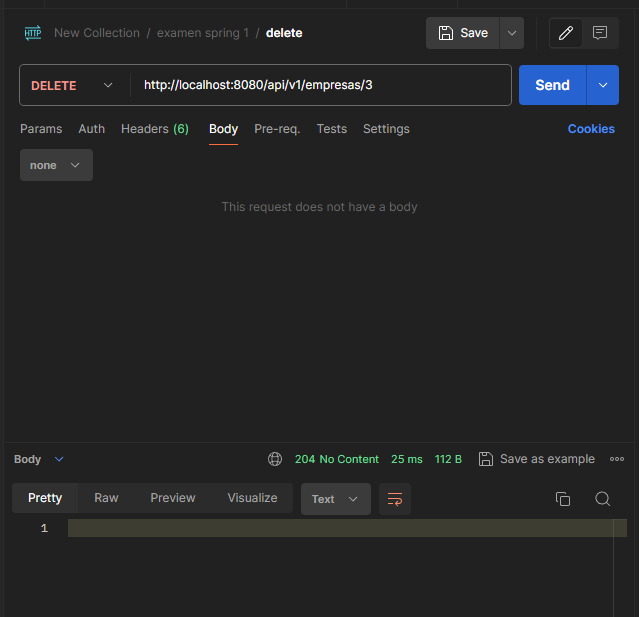 HTTP New Collection / examen spring 1 / delete Save
DELETE http://localhost:8080/api/v1/empresas/3 Send
Params Auth Headers (6) Body Pre-req. Tests Settings Cookies
none
This request does not have a body
Body 204 No Content 25 ms 112 B Save as example
Pretty Raw Preview Visualize Text
1